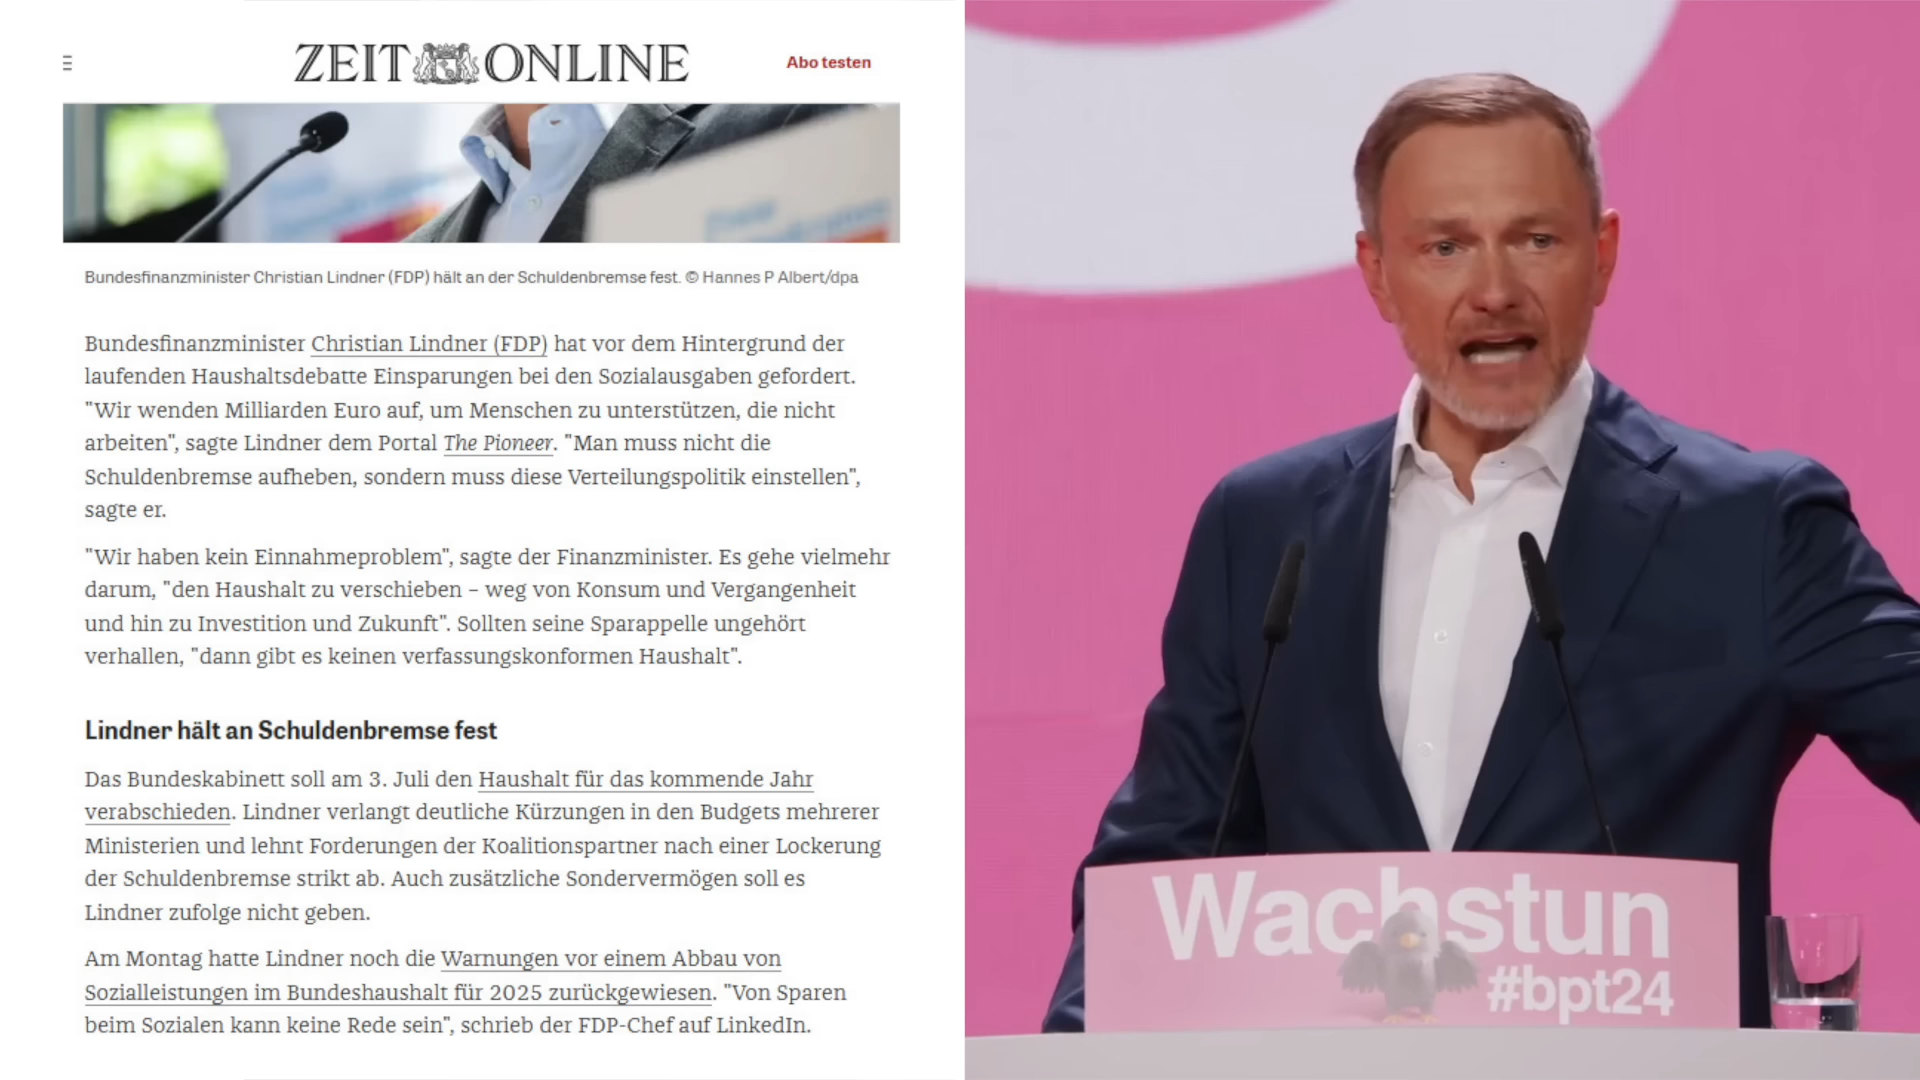 ZEIT ONLINE
Abo testen
Bundesfinanzminister Christian Lindner (FDP) hält an der Schuldenbremse fest. © Hannes P Albert/dpa
Bundesfinanzminister Christian Lindner (FDP) hat vor dem Hintergrund der
laufenden Haushaltsdebatte Einsparungen bei den Sozialausgaben gefordert.
"Wir wenden Milliarden Euro auf, um Menschen zu unterstützen, die nicht
arbeiten", sagte Lindner dem Portal The Pioneer. "Man muss nicht die
Schuldenbremse aufheben, sondern muss diese Verteilungspolitik einstellen",
sagte er.
"Wir haben kein Einnahmeproblem", sagte der Finanzminister. Es gehe vielmehr
darum, "den Haushalt zu verschieben – weg von Konsum und Vergangenheit
und hin zu Investition und Zukunft". Sollten seine Sparappelle ungehört
verhallen, "dann gibt es keinen verfassungskonformen Haushalt".
Lindner hält an Schuldenbremse fest
Das Bundeskabinett soll am 3. Juli den Haushalt für das kommende Jahr
verabschieden. Lindner verlangt deutliche Kürzungen in den Budgets mehrerer
Ministerien und lehnt Forderungen der Koalitionspartner nach einer Lockerung
der Schuldenbremse strikt ab. Auch zusätzliche Sondervermögen soll es
Lindner zufolge nicht geben.
Am Montag hatte Lindner noch die Warnungen vor einem Abbau von
Sozialleistungen im Bundeshaushalt für 2025 zurückgewiesen. "Von Sparen
beim Sozialen kann keine Rede sein", schrieb der FDP-Chef auf LinkedIn.
Wachstun
#bpt24